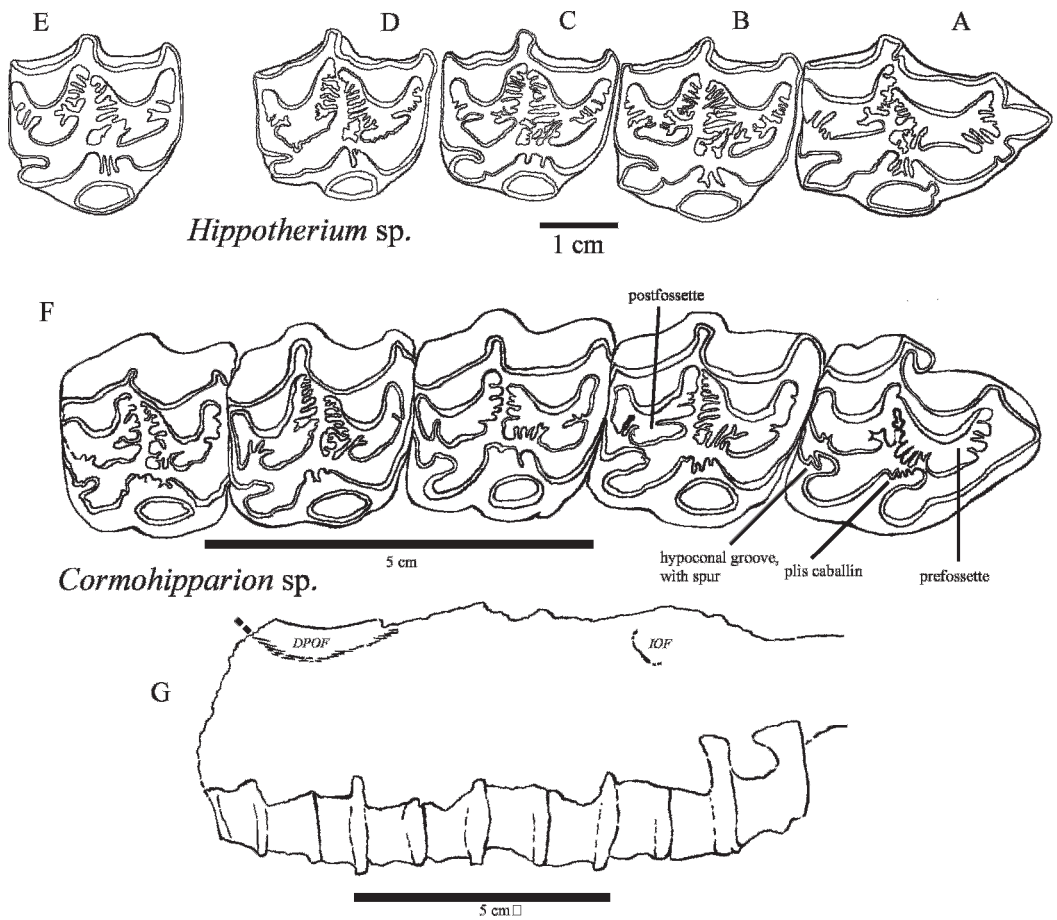 E D C B A
Hippotherium sp.
1 cm
postfossette
F
hypoconal groove,
with spur
plis caballin
prefossette
5 cm
Cormohipparion sp.
DPOF
IOF
G
5 cm□